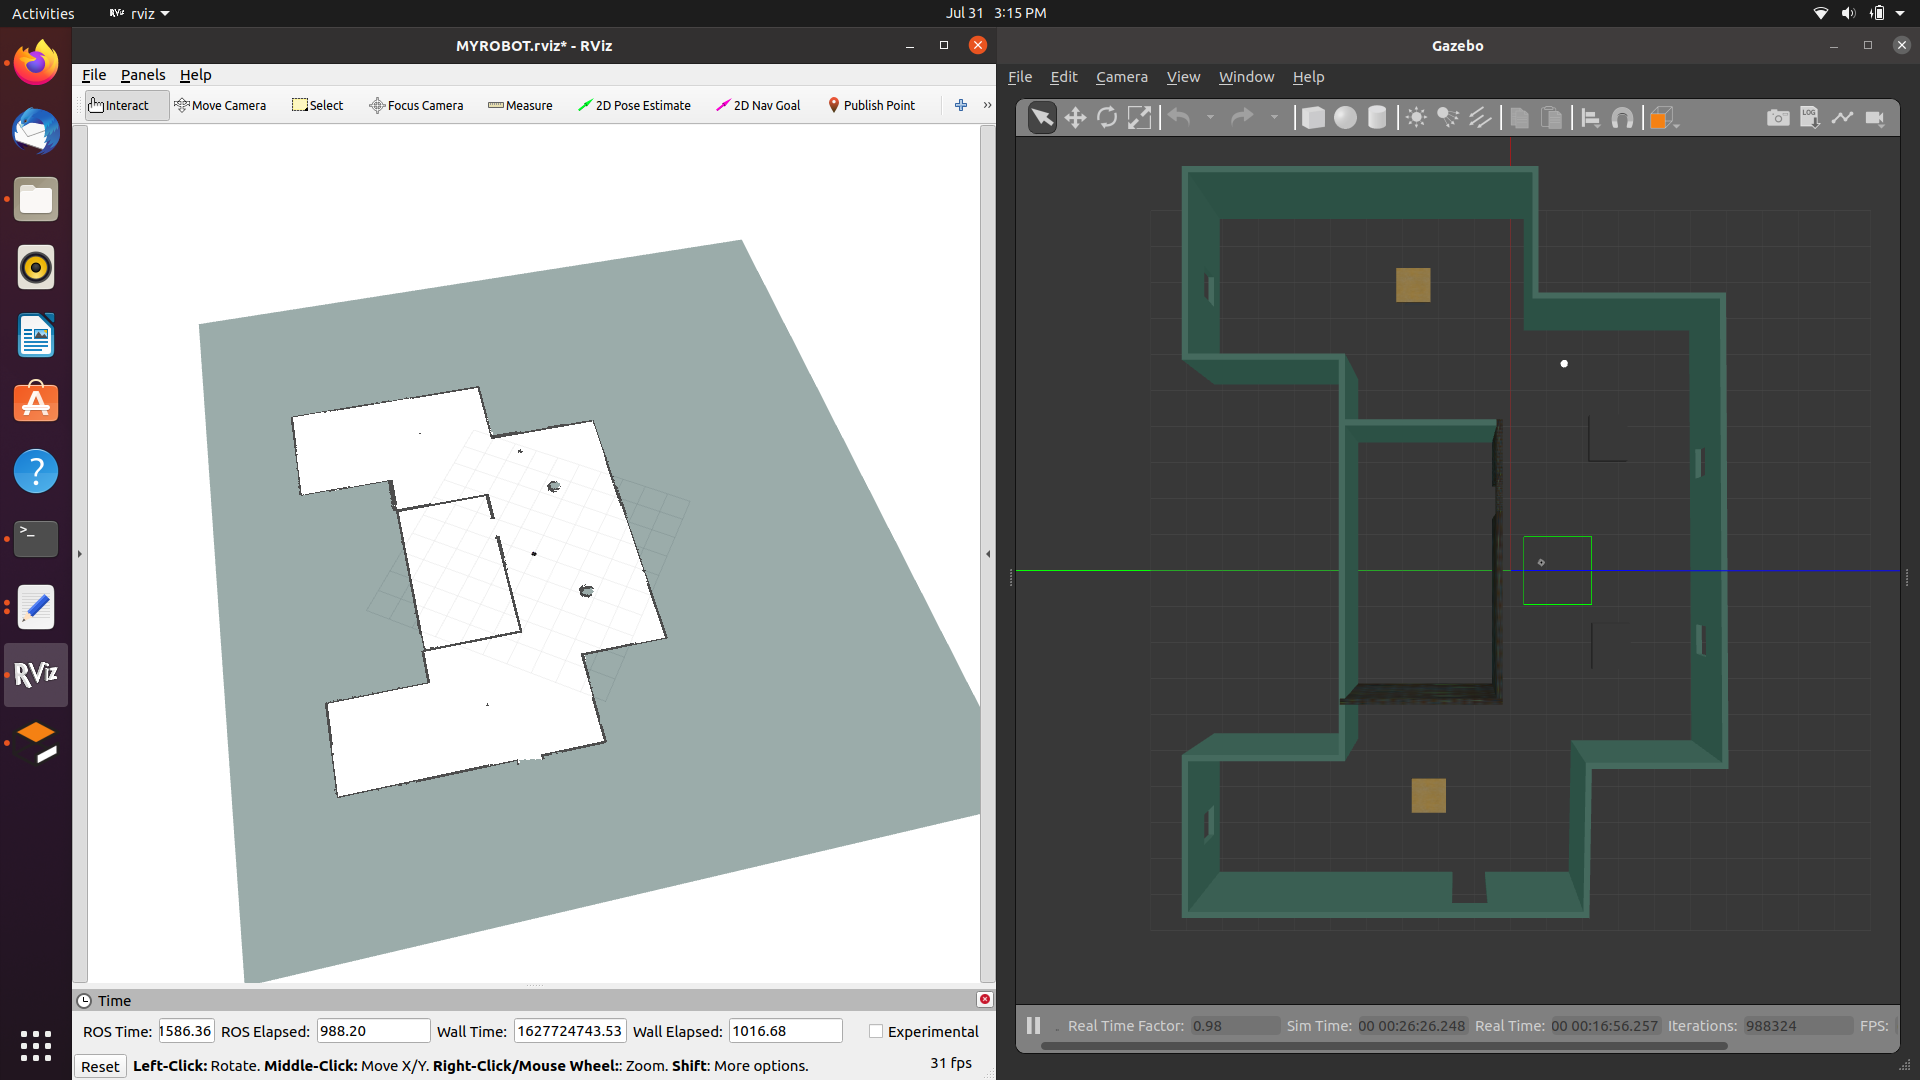 Activities rviz Jul 31 3:15 PM
MYROBOT.rviz* - RViz
File Panels Help
Interact Move Camera Select Focus Camera Measure 2D Pose Estimate 2D Nav Goal Publish Point »
Time
ROS Time: 1586.36 ROS Elapsed: 988.20 Wall Time: 1627724743.53 Wall Elapsed: 1016.68 Experimental
Reset Left-Click: Rotate. Middle-Click: Move X/Y. Right-Click/Mouse Wheel:: Zoom. Shift: More options. 31 fps
Gazebo
File Edit Camera View Window Help
LOG
Real Time Factor: 0.98 Sim Time: 00 00:26:26.248 Real Time: 00 00:16:56.257 Iterations: 988324 FPS:
RViz